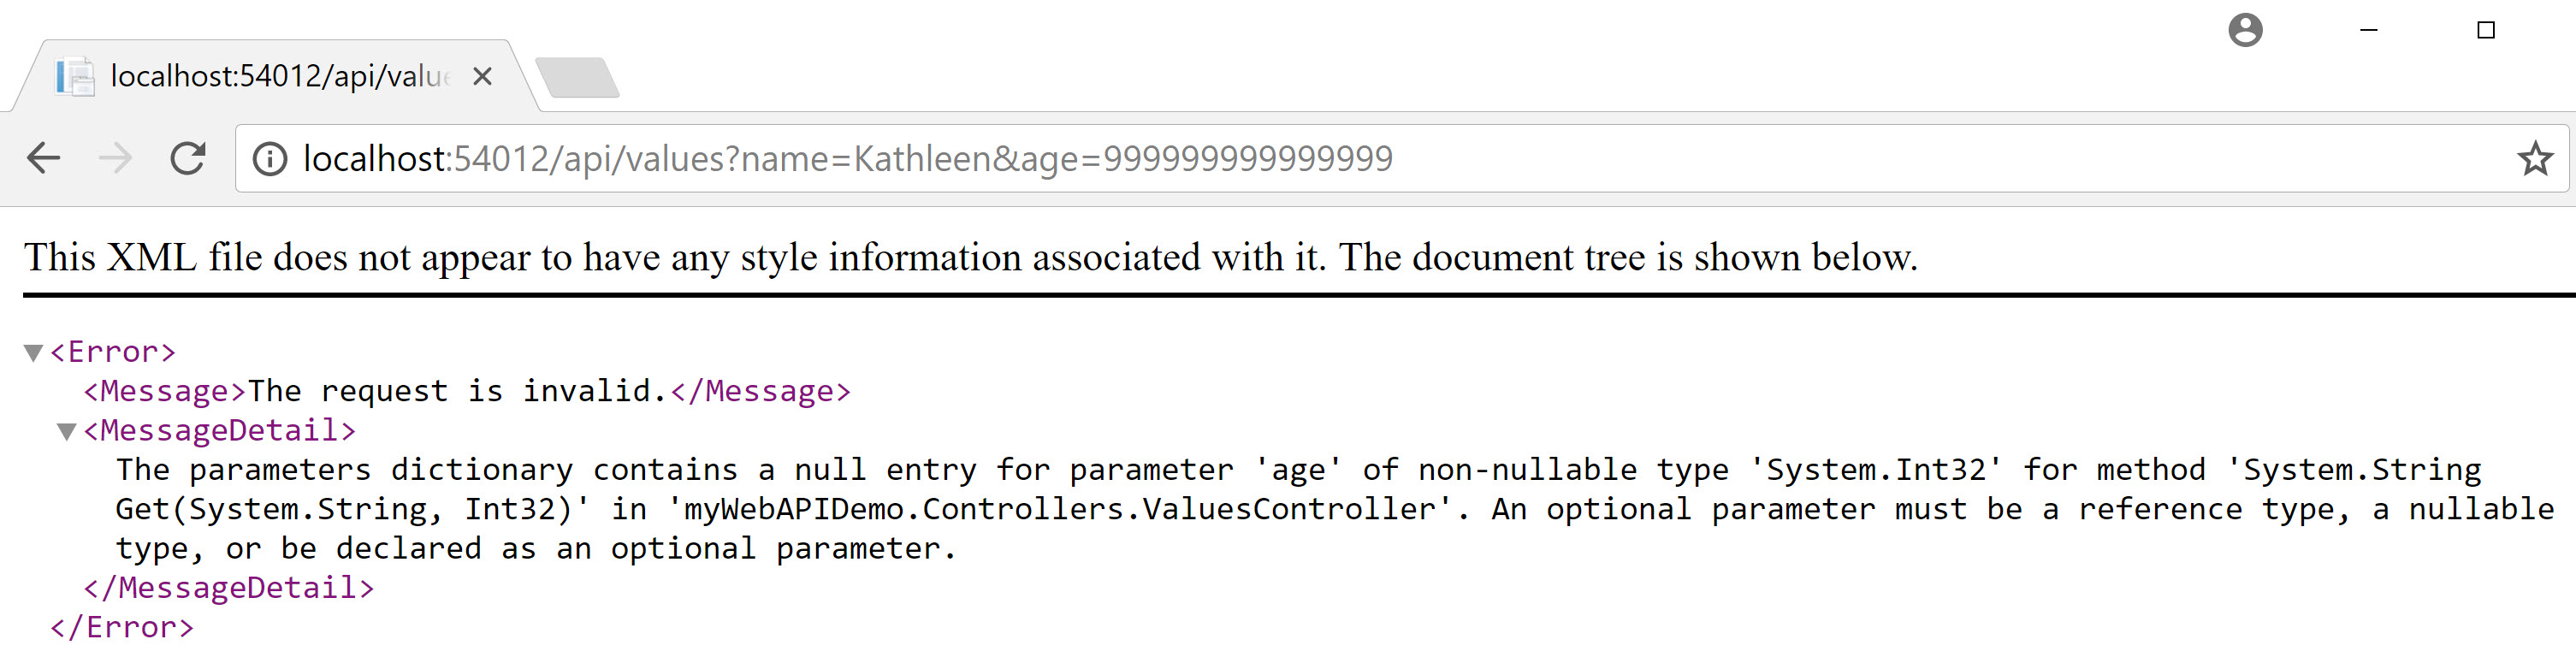 localhost:54012/api/value
localhost:54012/api/values?name=Kathleen&age=999999999999999
This XML file does not appear to have any style information associated with it. The document tree is shown below.
<Error>
<Message>The request is invalid.</Message>
<MessageDetail>
The parameters dictionary contains a null entry for parameter 'age' of non-nullable type 'System.Int32' for method 'System.String
Get(System.String, Int32)' in 'myWebAPIDemo.Controllers.ValuesController'. An optional parameter must be a reference type, a nullable
type, or be declared as an optional parameter.
</MessageDetail>
</Error>